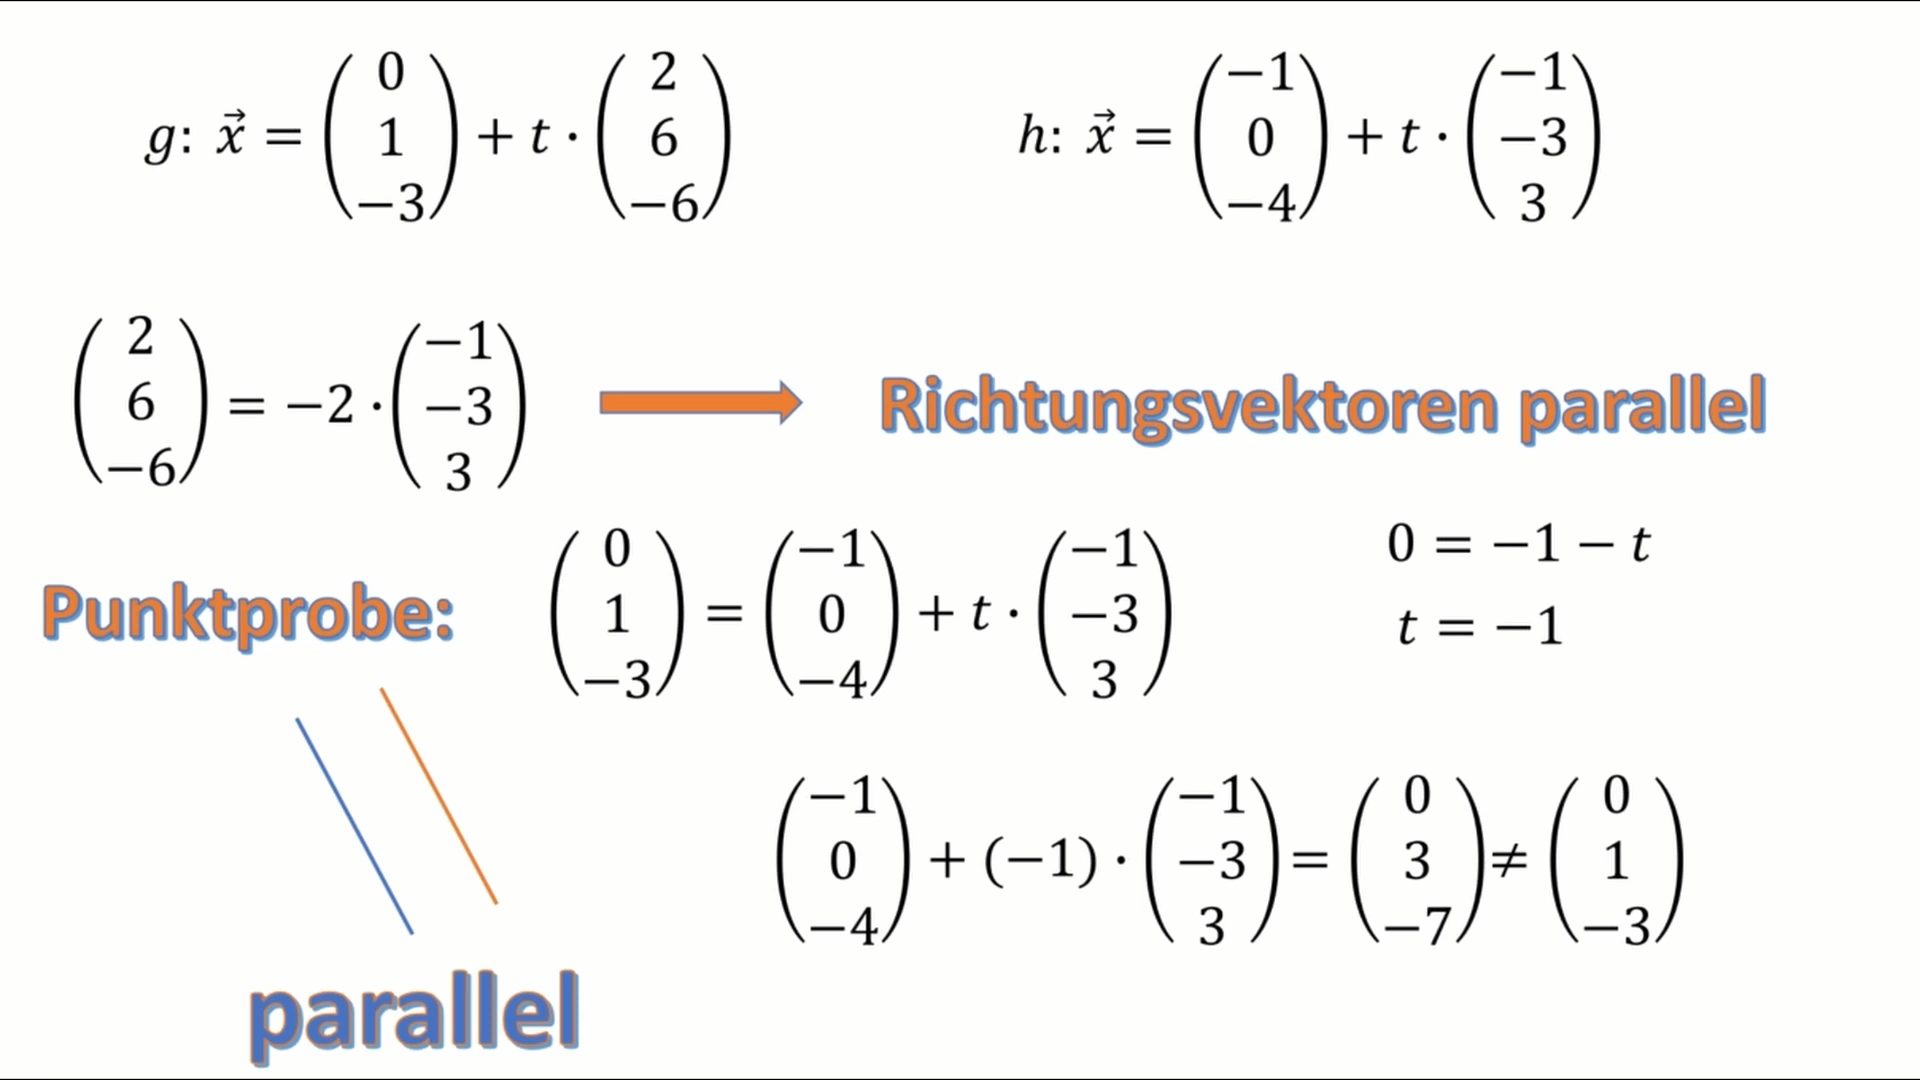 g: x⃗ = (0 1 −3) + t · (2 6 −6)
h: x⃗ = (−1 0 −4) + t · (−1 −3 3)
(2 6 −6) = −2 · (−1 −3 3)
Richtungsvektoren parallel
Punktprobe:
(0 1 −3) = (−1 0 −4) + t · (−1 −3 3)
0 = −1 − t
t = −1
(−1 0 −4) + (−1) · (−1 −3 3) = (0 3 −7) ≠ (0 1 −3)
parallel